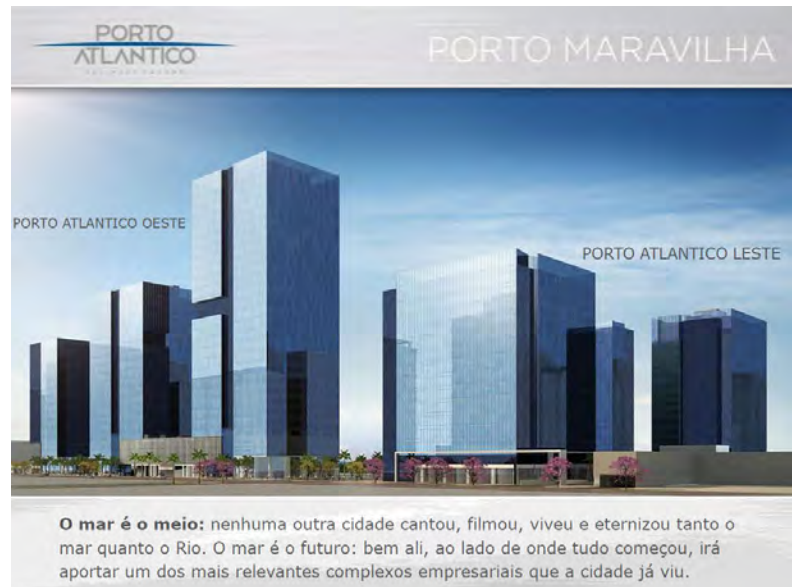 PORTO
ATLANTICO
PORTO MARAVILHA
PORTO ATLANTICO OESTE
PORTO ATLANTICO LESTE
O mar é o meio: nenhuma outra cidade cantou, filmou, viveu e eternizou tanto o
mar quanto o Rio. O mar é o futuro: bem ali, ao lado de onde tudo começou, irá
aportar um dos mais relevantes complexos empresariais que a cidade já viu.